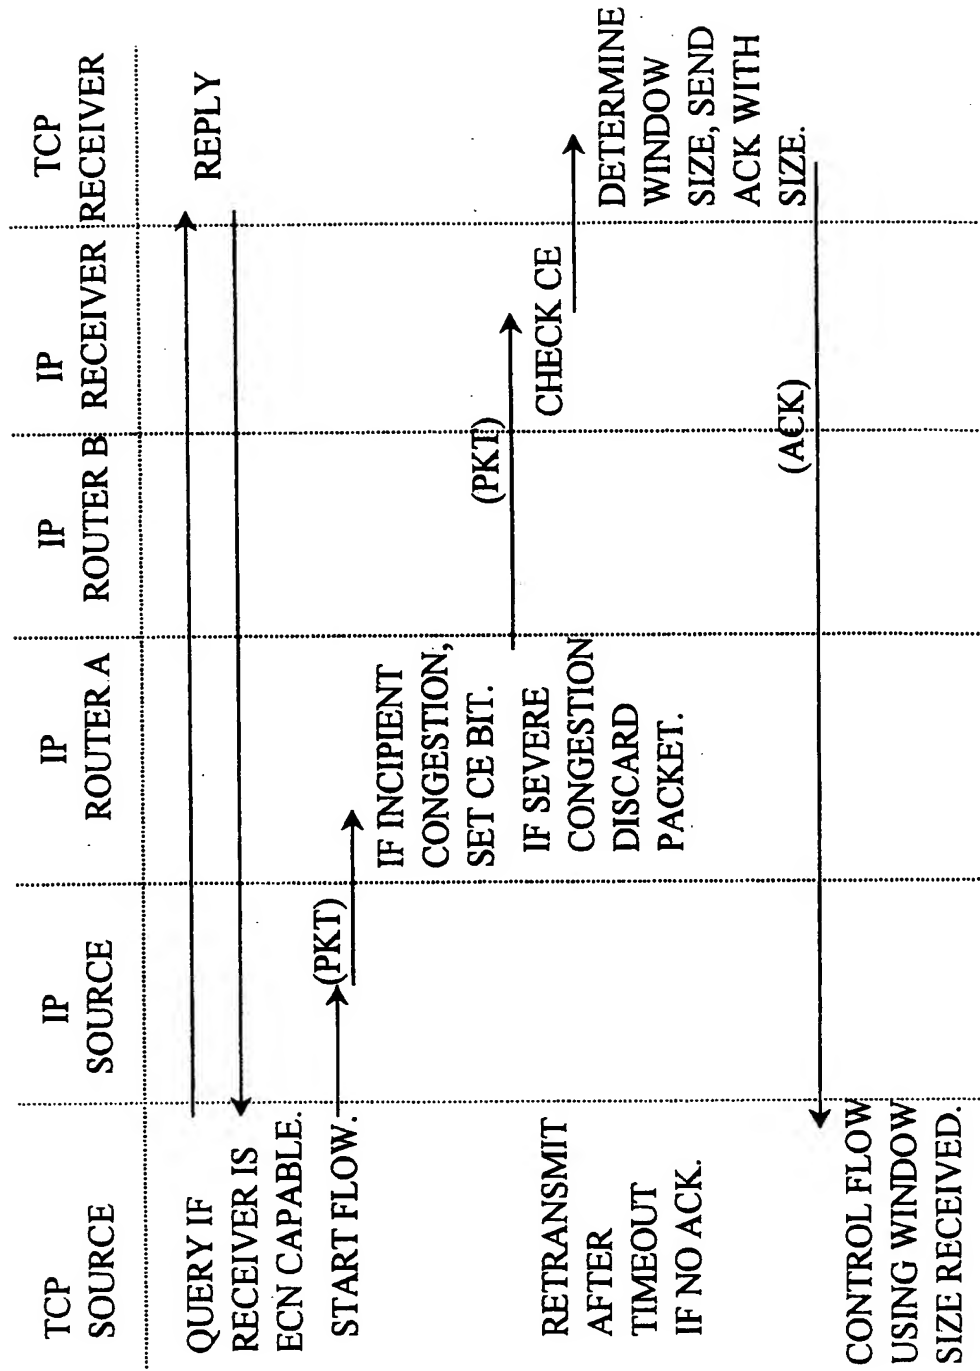 TCP
SOURCE
IP
SOURCE
IP
ROUTER A
IP
ROUTER B
IP
RECEIVER
TCP
RECEIVER
QUERY IF
RECEIVER IS
ECN CAPABLE.
REPLY
START FLOW.
(PKT)
IF INCIPIENT
CONGESTION,
SET CE BIT.
IF SEVERE
CONGESTION
DISCARD
PACKET.
(PKT)
CHECK CE
DETERMINE
WINDOW
SIZE, SEND
ACK WITH
SIZE.
RETRANSMIT
AFTER
TIMEOUT
IF NO ACK.
(ACK)
CONTROL FLOW
USING WINDOW
SIZE RECEIVED.